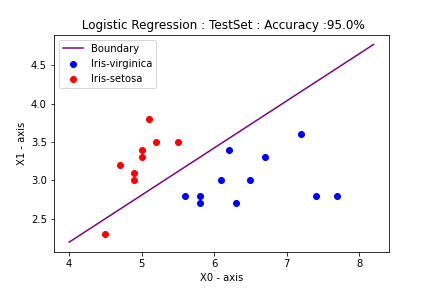 Logistic Regression : TestSet : Accuracy :95.0%
Boundary
Iris-virginica
Iris-setosa
X1 - axis
4.5
4.0
3.5
3.0
2.5
4 5 6 7 8
X0 - axis